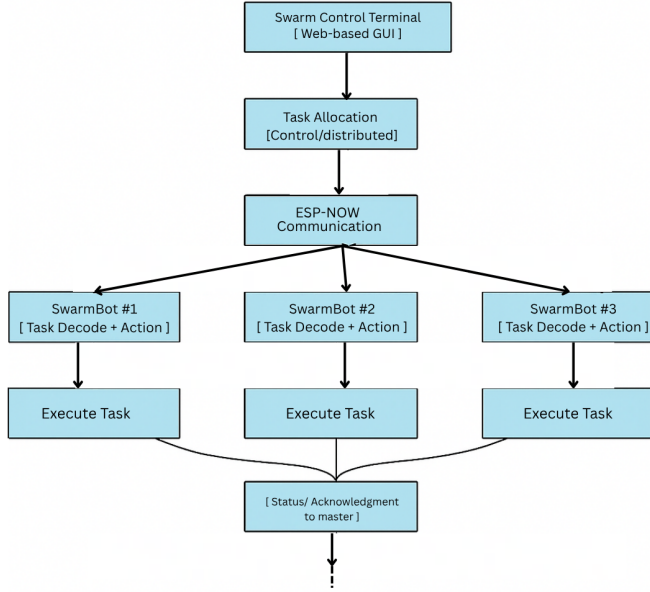 Swarm Control Terminal
[ Web-based GUI ]
Task Allocation
[Control/distributed]
ESP-NOW
Communication
SwarmBot #1
[ Task Decode + Action ]
SwarmBot #2
[ Task Decode + Action ]
SwarmBot #3
[ Task Decode + Action ]
Execute Task
Execute Task
Execute Task
[ Status/ Acknowledgment
to master ]